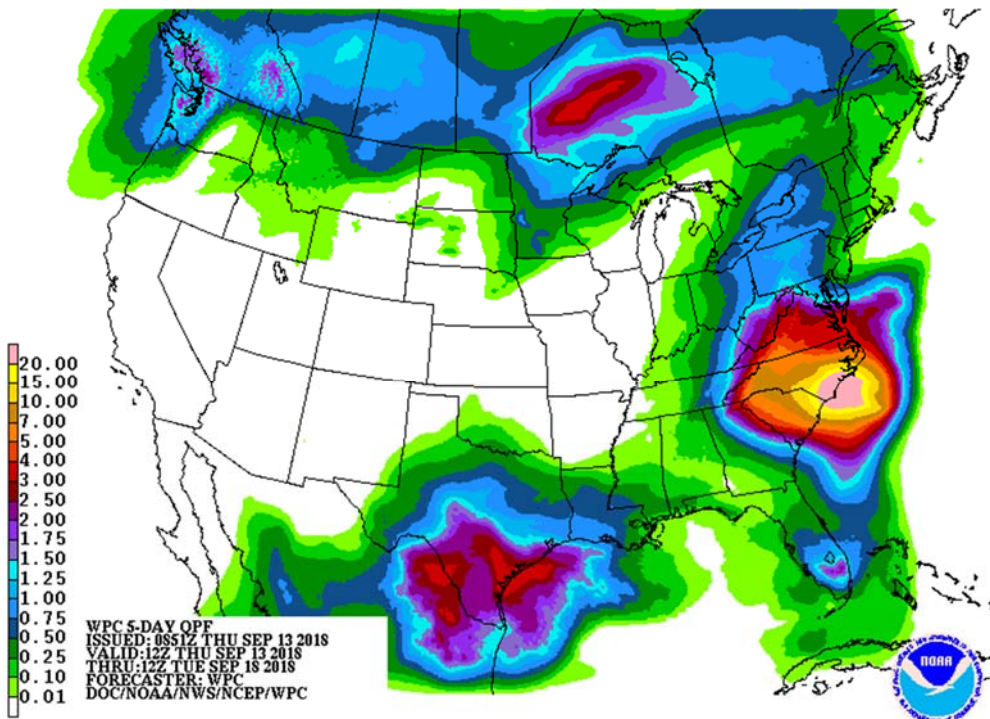 20.00
15.00
10.00
7.00
5.00
4.00
3.00
2.50
2.00
1.75
1.50
1.25
1.00
0.75
0.50
0.25
0.10
0.01
WPC 5-DAY QPF
ISSUED: 0851Z THU SEP 13 2018
VALID:12Z THU SEP 13 2018
THRU:12Z TUE SEP 18 2018
FORECASTER: WPC
DOC/NOAA/NWS/NCEP/WPC
NOAA